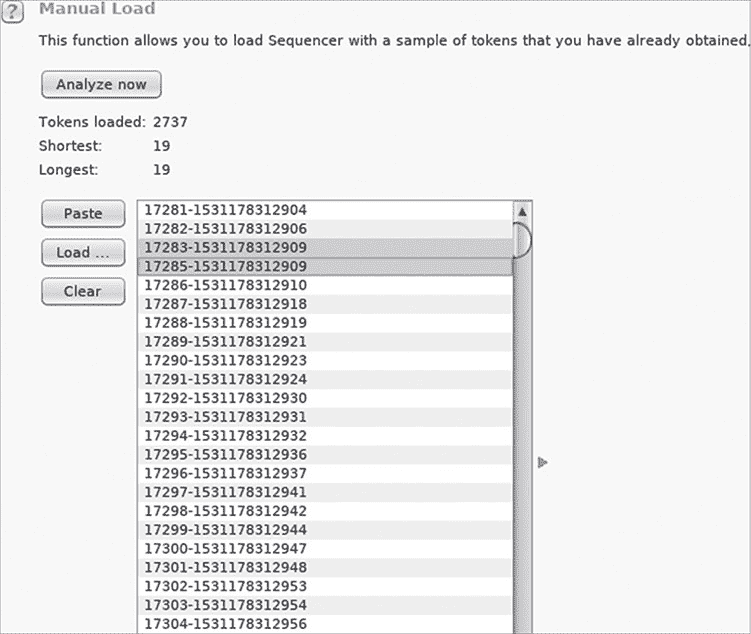 ? Manual Load
This function allows you to load Sequencer with a sample of tokens that you have already obtained.
Analyze now
Tokens loaded: 2737
Shortest: 19
Longest: 19
Paste
Load ...
Clear
17281-1531178312904
17282-1531178312906
17283-1531178312909
17285-1531178312909
17286-1531178312910
17287-1531178312918
17288-1531178312919
17289-1531178312921
17290-1531178312923
17291-1531178312924
17292-1531178312930
17293-1531178312931
17294-1531178312932
17295-1531178312936
17296-1531178312937
17297-1531178312941
17298-1531178312942
17299-1531178312944
17300-1531178312947
17301-1531178312948
17302-1531178312953
17303-1531178312954
17304-1531178312956